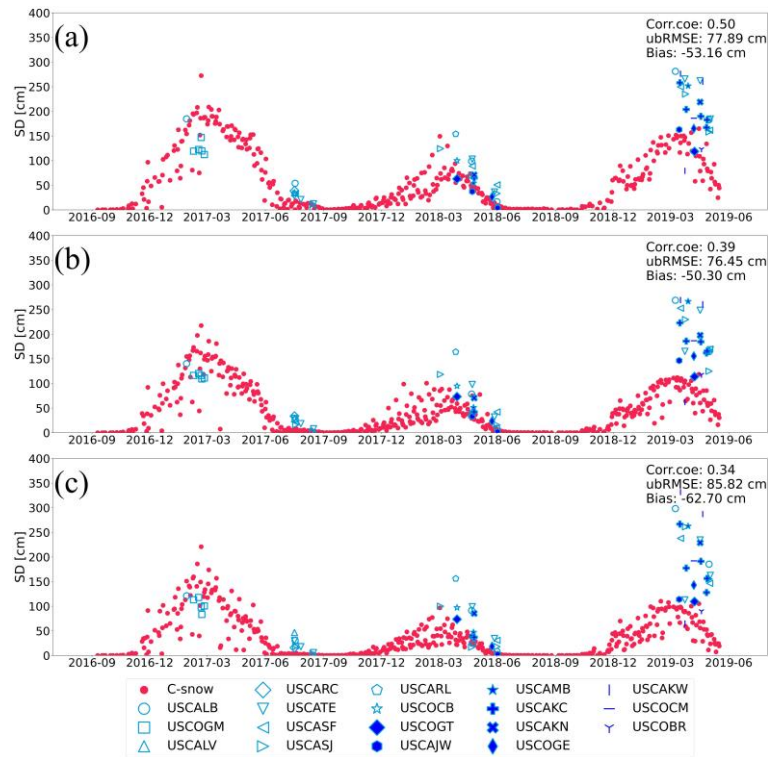 (a)
Corr.coe: 0.50
ubRMSE: 77.89 cm
Bias: -53.16 cm
SD [cm]
400
350
300
250
200
150
100
50
0
2016-09 2016-12 2017-03 2017-06 2017-09 2017-12 2018-03 2018-06 2018-09 2018-12 2019-03 2019-06
(b)
Corr.coe: 0.39
ubRMSE: 76.45 cm
Bias: -50.30 cm
SD [cm]
400
350
300
250
200
150
100
50
0
2016-09 2016-12 2017-03 2017-06 2017-09 2017-12 2018-03 2018-06 2018-09 2018-12 2019-03 2019-06
(c)
Corr.coe: 0.34
ubRMSE: 85.82 cm
Bias: -62.70 cm
SD [cm]
400
350
300
250
200
150
100
50
0
2016-09 2016-12 2017-03 2017-06 2017-09 2017-12 2018-03 2018-06 2018-09 2018-12 2019-03 2019-06
C-snow USCARC USCARL USCAMB USCAKW
USCALB USCATE USCOCB USCAKC USCOCM
USCOGM USCASF USCOGT USCAKN USCOBR
USCALV USCASJ USCAJW USCOGE